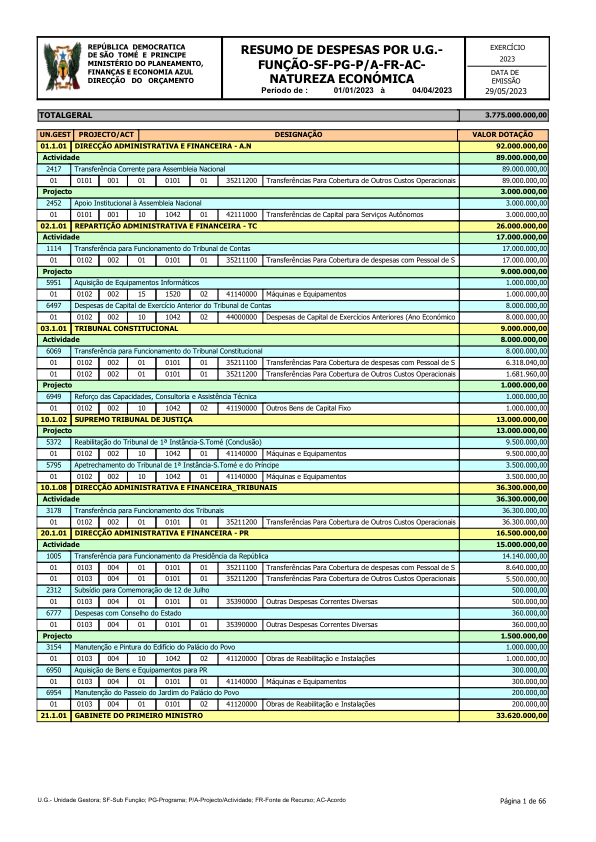 REPÚBLICA DEMOCRATICA
DE SÃO TOMÉ E PRINCIPE
MINISTÉRIO DO PLANEAMENTO,
FINANÇAS E ECONOMIA AZUL
DIRECÇÃO DO ORÇAMENTO
RESUMO DE DESPESAS POR U.G.-
FUNÇÃO-SF-PG-P/A-FR-AC-
NATUREZA ECONÓMICA
Período de : 01/01/2023 à 04/04/2023
EXERCÍCIO
2023
DATA DE
EMISSÃO
29/05/2023
TOTALGERAL 3.775.000.000,00
UN.GEST PROJECTO/ACT DESIGNAÇÃO VALOR DOTAÇÃO
01.1.01 DIRECÇÃO ADMINISTRATIVA E FINANCEIRA - A.N 92.000.000,00
Actividade 89.000.000,00
2417 Transferência Corrente para Assembleia Nacional 89.000.000,00
01 0101 001 01 0101 01 35211200 Transferências Para Cobertura de Outros Custos Operacionais 89.000.000,00
Projecto 3.000.000,00
2452 Apoio Institucional à Assembleia Nacional 3.000.000,00
01 0101 001 10 1042 01 42111000 Transferências de Capital para Serviços Autônomos 3.000.000,00
02.1.01 REPARTIÇÃO ADMINISTRATIVA E FINANCEIRA - TC 26.000.000,00
Actividade 17.000.000,00
1114 Transferência para Funcionamento do Tribunal de Contas 17.000.000,00
01 0102 002 01 0101 01 35211100 Transferências Para Cobertura de despesas com Pessoal de S 17.000.000,00
Projecto 9.000.000,00
5951 Aquisição de Equipamentos Informáticos 1.000.000,00
01 0102 002 15 1520 02 41140000 Máquinas e Equipamentos 1.000.000,00
6497 Despesas de Capital de Exercício Anterior do Tribunal de Contas 8.000.000,00
01 0102 002 10 1042 02 44000000 Despesas de Capital de Exercícios Anteriores (Ano Económico 8.000.000,00
03.1.01 TRIBUNAL CONSTITUCIONAL 9.000.000,00
Actividade 8.000.000,00
6069 Transferência para Funcionamento do Tribunal Constitucional 8.000.000,00
01 0102 002 01 0101 01 35211100 Transferências Para Cobertura de despesas com Pessoal de S 6.318.040,00
01 0102 002 01 0101 01 35211200 Transferências Para Cobertura de Outros Custos Operacionais 1.681.960,00
Projecto 1.000.000,00
6949 Reforço das Capacidades, Consultoria e Assistência Técnica 1.000.000,00
01 0102 002 10 1042 02 41190000 Outros Bens de Capital Fixo 1.000.000,00
10.1.02 SUPREMO TRIBUNAL DE JUSTIÇA 13.000.000,00
Projecto 13.000.000,00
5372 Reabilitação do Tribunal de 1ª Instância-S.Tomé (Conclusão) 9.500.000,00
01 0102 002 10 1042 02 41140000 Máquinas e Equipamentos 9.500.000,00
5795 Apetrechamento do Tribunal de 1ª Instância-S.Tomé e do Príncipe 3.500.000,00
01 0102 002 10 1042 02 41140000 Máquinas e Equipamentos 3.500.000,00
10.1.08 DIRECÇÃO ADMINISTRATIVA E FINANCEIRA_TRIBUNAIS 36.300.000,00
Actividade 36.300.000,00
3178 Transferência para Funcionamento dos Tribunais 36.300.000,00
01 0102 002 01 0101 01 35211200 Transferências Para Cobertura de Outros Custos Operacionais 36.300.000,00
20.1.01 DIRECÇÃO ADMINISTRATIVA E FINANCEIRA - PR 16.500.000,00
Actividade 15.000.000,00
1005 Transferência para Funcionamento da Presidência da República 14.140.000,00
01 0103 004 01 0101 01 35211100 Transferências Para Cobertura de despesas com Pessoal de S 8.640.000,00
01 0103 004 01 0101 01 35211200 Transferências Para Cobertura de Outros Custos Operacionais 5.500.000,00
2312 Subsídio para Comemoração de 12 de Julho 500.000,00
01 0103 004 01 0101 01 35390000 Outras Despesas Correntes Diversas 500.000,00
6777 Despesas com Conselho do Estado 360.000,00
01 0103 004 01 0101 01 35390000 Outras Despesas Correntes Diversas 360.000,00
Projecto 1.500.000,00
3154 Manutenção e Pintura do Edifício do Palácio do Povo 1.000.000,00
01 0103 004 10 1042 02 41120000 Obras de Reabilitação e Instalações 1.000.000,00
6950 Aquisição de Bens e Equipamentos para PR 300.000,00
01 0103 004 01 0101 02 41140000 Máquinas e Equipamentos 300.000,00
6954 Manutenção do Passeio do Jardim do Palácio do Povo 200.000,00
01 0103 004 01 0101 02 41120000 Obras de Reabilitação e Instalações 200.000,00
21.1.01 GABINETE DO PRIMEIRO MINISTRO 33.620.000,00
U.G.- Unidade Gestora; SF-Sub Função; PG-Programa; P/A-Projecto/Actividade; FR-Fonte de Recurso; AC-Acordo
Página 1 de 66